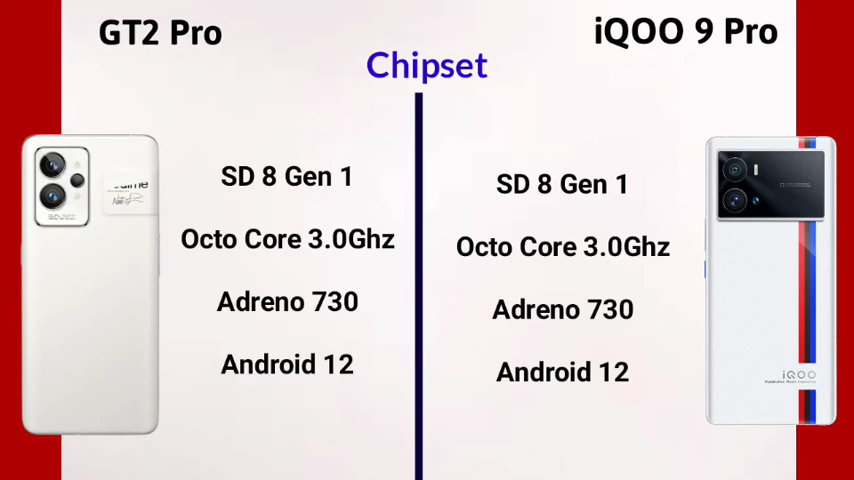 GT2 Pro
iQOO 9 Pro
Chipset
SD 8 Gen 1
Octo Core 3.0Ghz
Adreno 730
Android 12
SD 8 Gen 1
Octo Core 3.0Ghz
Adreno 730
Android 12
iQOO